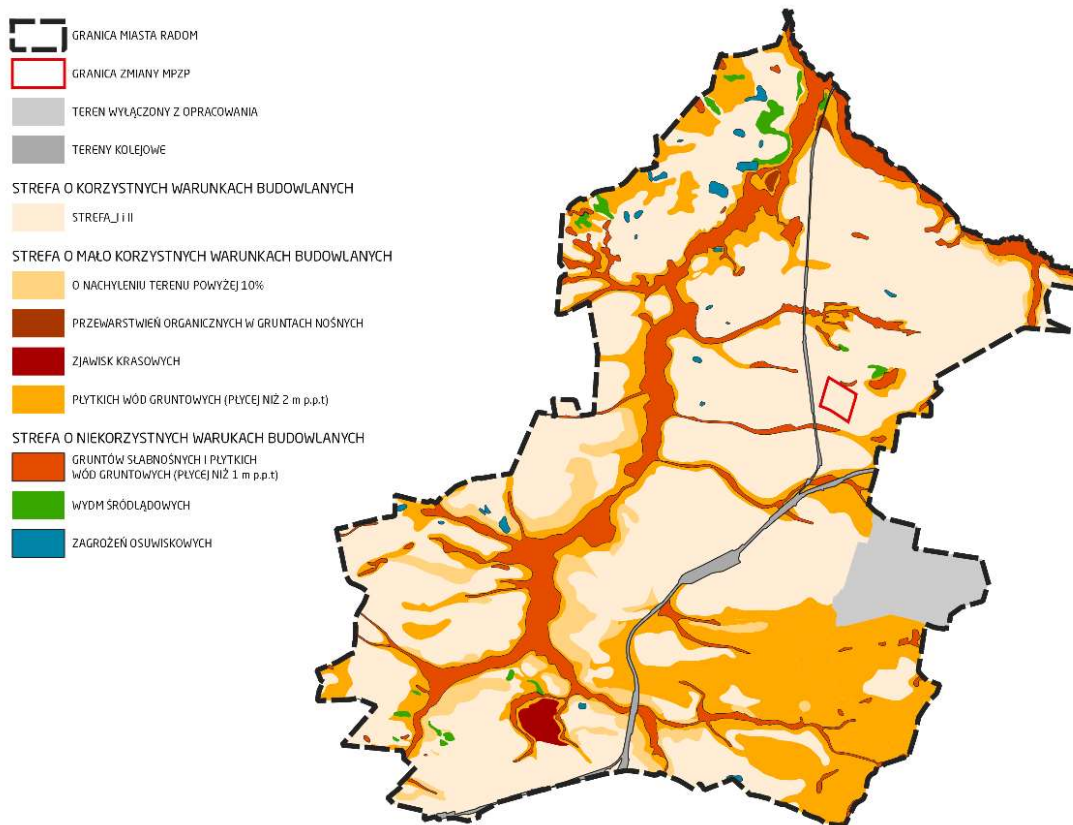 GRANICA MIASTA RADOM
GRANICA ZMIANY MPZP
TEREN WYŁĄCZONY Z OPRACOWANIA
TERENY KOLEJOWE
STREFA O KORZYSTNYCH WARUNKACH BUDOWLANYCH
STREFA_I i II
STREFA O MAŁO KORZYSTNYCH WARUNKACH BUDOWLANYCH
O NACHYLENIU TERENU POWYŻEJ 10%
PRZEWARSTWIEŃ ORGANICZNYCH W GRUNTACH NOŚNYCH
ZJAWISK KRASOWYCH
PŁYTKICH WÓD GRUNTOWYCH (PŁYCEJ NIŻ 2 m p.p.t)
STREFA O NIEKORZYSTNYCH WARUKACH BUDOWLANYCH
GRUNTÓW SŁABNOŚNYCH I PŁYTKICH
WÓD GRUNTOWYCH (PŁYCEJ NIŻ 1 m p.p.t)
WYDM ŚRÓDLĄDOWYCH
ZAGROŻEŃ OSUWISKOWYCH